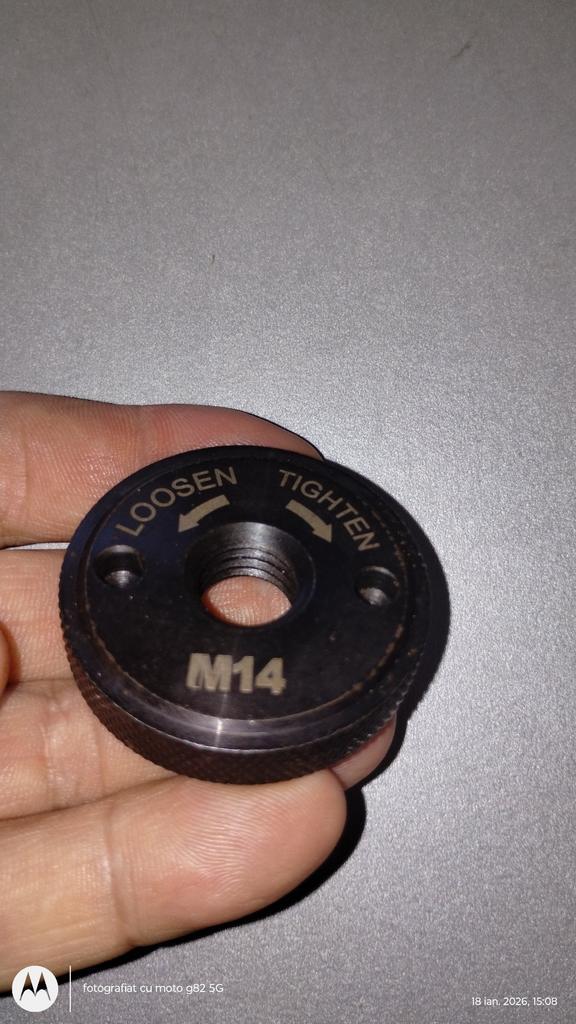 LOOSEN TIGHTEN
M14
fotografiat cu moto g82 5G
18 ian. 2026, 15:08